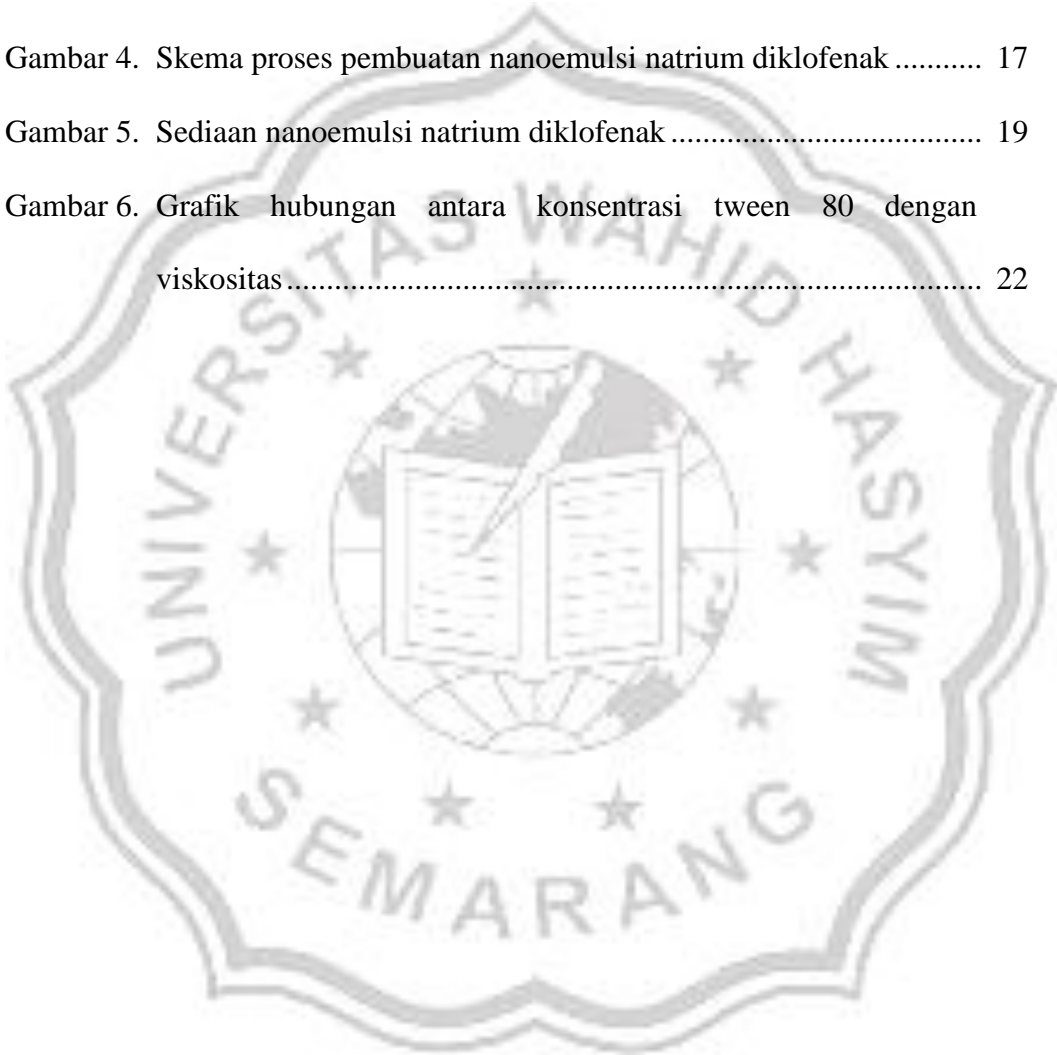 Gambar 4. Skema proses pembuatan nanoemulsi natrium diklofenak ........... 17
Gambar 5. Sediaan nanoemulsi natrium diklofenak .................................. 19
Gambar 6. Grafik hubungan antara konsentrasi tween 80 dengan
viskositas ............................................................................ 22
UNIVERSITAS WAHID HASYIM
SEMARANG